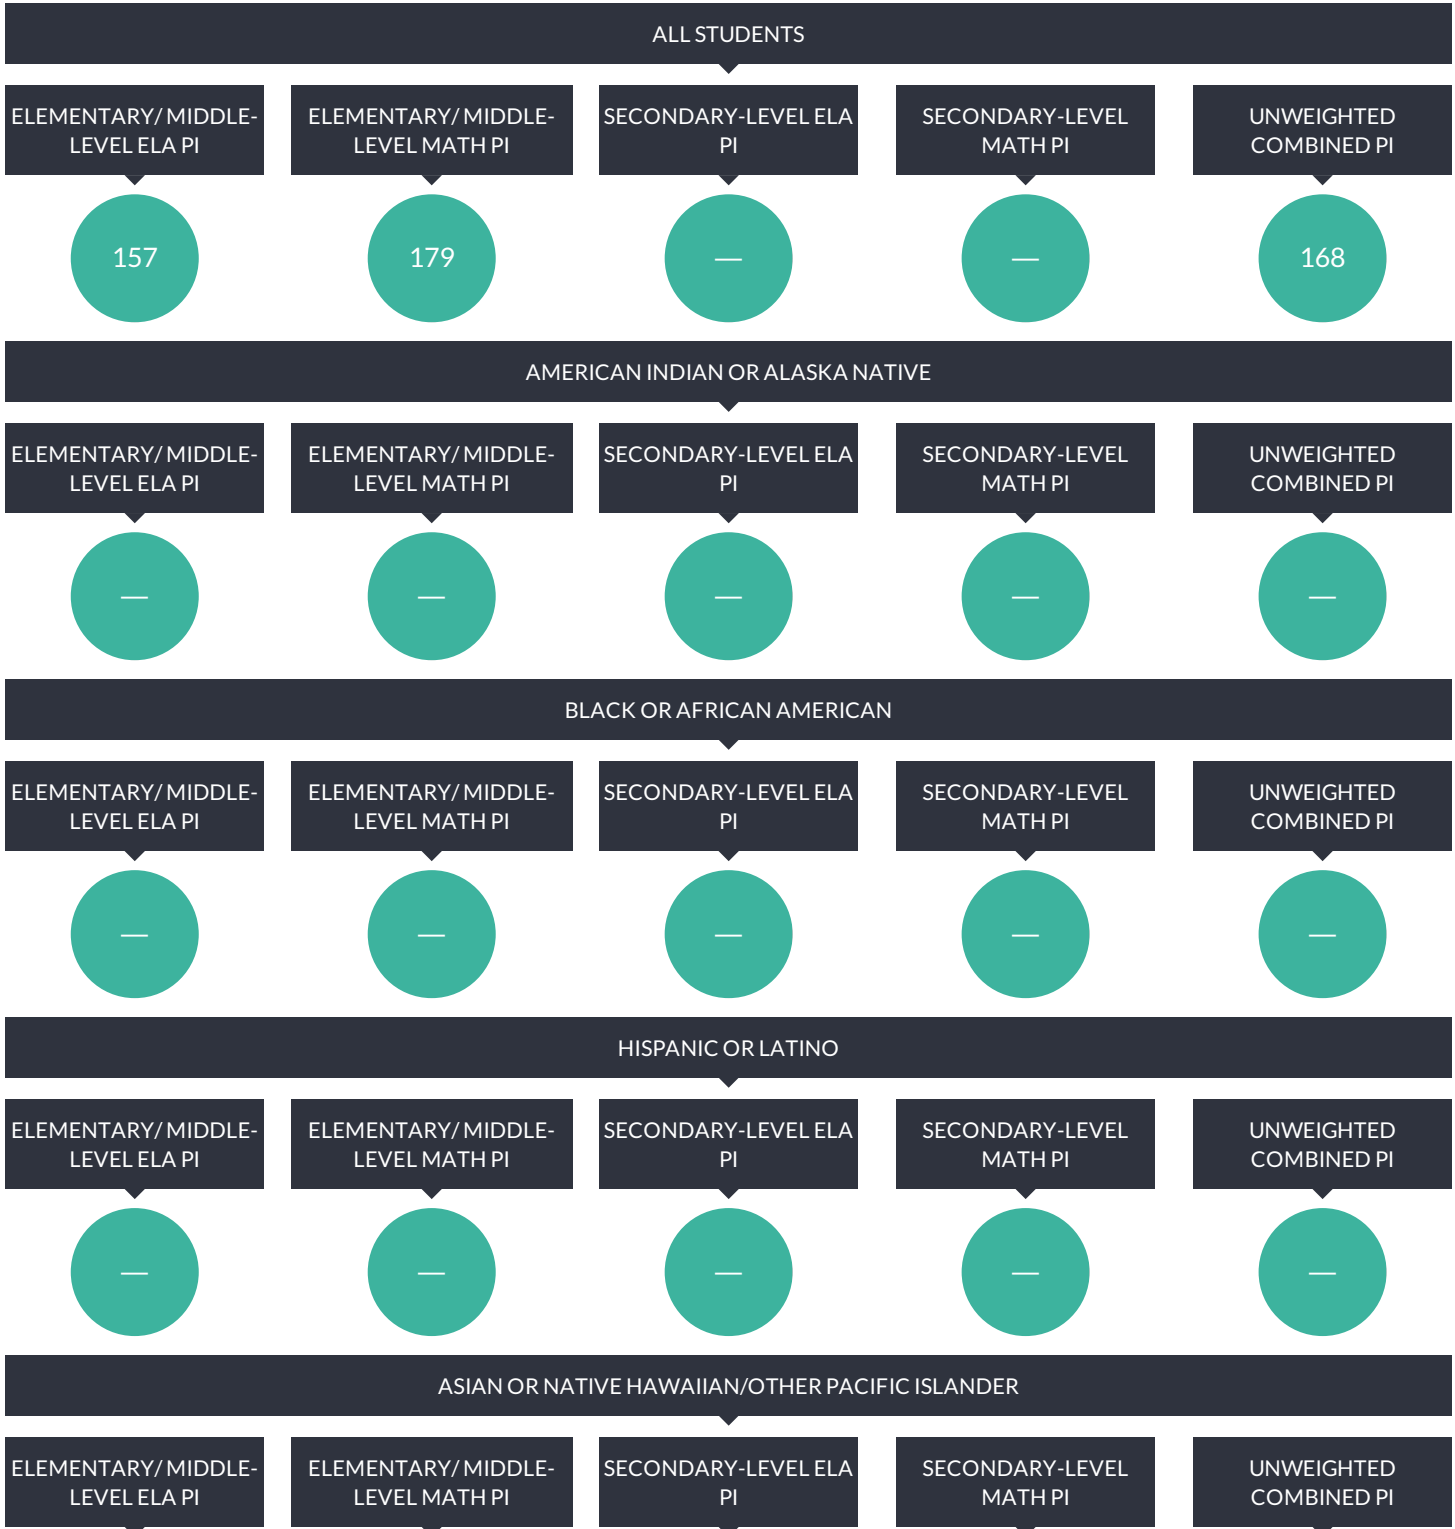 ALL STUDENTS
ELEMENTARY/ MIDDLE-
LEVEL ELA PI
ELEMENTARY/ MIDDLE-
LEVEL MATH PI
SECONDARY-LEVEL ELA
PI
SECONDARY-LEVEL
MATH PI
UNWEIGHTED
COMBINED PI
157
179
—
—
168
AMERICAN INDIAN OR ALASKA NATIVE
ELEMENTARY/ MIDDLE-
LEVEL ELA PI
ELEMENTARY/ MIDDLE-
LEVEL MATH PI
SECONDARY-LEVEL ELA
PI
SECONDARY-LEVEL
MATH PI
UNWEIGHTED
COMBINED PI
—
—
—
—
—
BLACK OR AFRICAN AMERICAN
ELEMENTARY/ MIDDLE-
LEVEL ELA PI
ELEMENTARY/ MIDDLE-
LEVEL MATH PI
SECONDARY-LEVEL ELA
PI
SECONDARY-LEVEL
MATH PI
UNWEIGHTED
COMBINED PI
—
—
—
—
—
HISPANIC OR LATINO
ELEMENTARY/ MIDDLE-
LEVEL ELA PI
ELEMENTARY/ MIDDLE-
LEVEL MATH PI
SECONDARY-LEVEL ELA
PI
SECONDARY-LEVEL
MATH PI
UNWEIGHTED
COMBINED PI
—
—
—
—
—
ASIAN OR NATIVE HAWAIIAN/OTHER PACIFIC ISLANDER
ELEMENTARY/ MIDDLE-
LEVEL ELA PI
ELEMENTARY/ MIDDLE-
LEVEL MATH PI
SECONDARY-LEVEL ELA
PI
SECONDARY-LEVEL
MATH PI
UNWEIGHTED
COMBINED PI